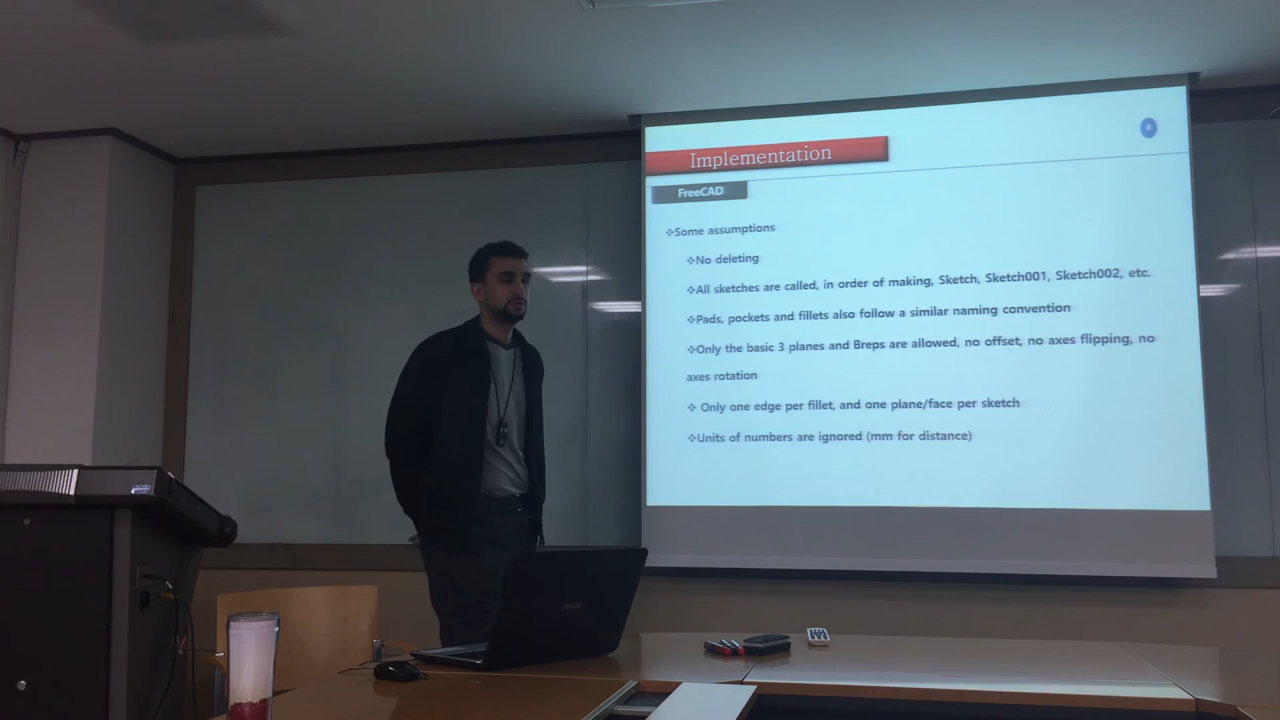 Implementation
FreeCAD
❖Some assumptions
❖No deleting
❖All sketches are called, in order of making, Sketch, Sketch001, Sketch002, etc.
❖Pads, pockets and fillets also follow a similar naming convention
❖Only the basic 3 planes and Breps are allowed, no offset, no axes flipping, no
axes rotation
❖ Only one edge per fillet, and one plane/face per sketch
❖Units of numbers are ignored (mm for distance)
ASUS